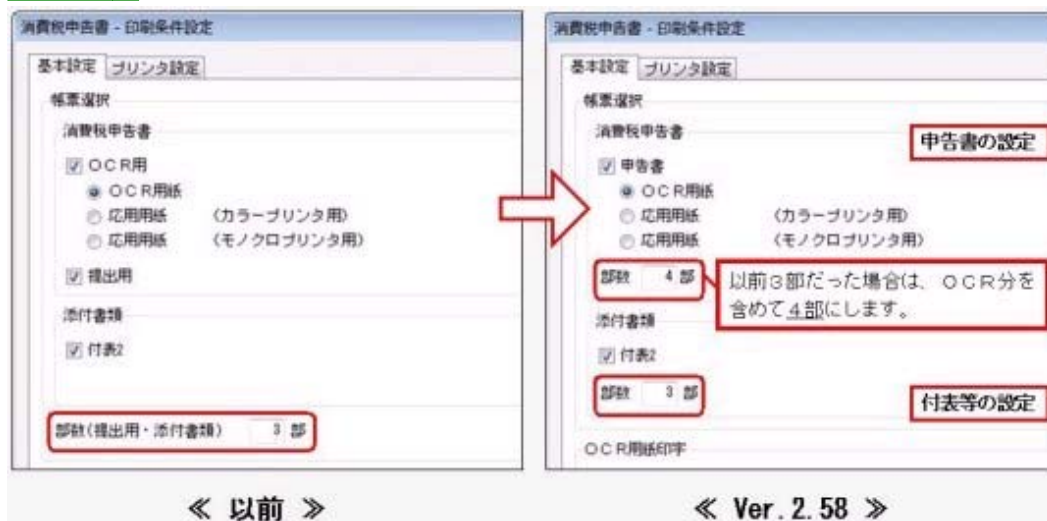 消費税申告書 - 印刷条件設定
基本設定 プリンタ設定
帳票選択
消費税申告書
OCR用
OCR用紙
応用用紙 (カラープリンタ用)
応用用紙 (モノクロプリンタ用)
提出用
添付書類
付表2
部数(提出用・添付書類) 3 部
≪ 以前 ≫
消費税申告書 - 印刷条件設定
基本設定 プリンタ設定
帳票選択
消費税申告書
申告書の設定
申告書
OCR用紙
応用用紙 (カラープリンタ用)
応用用紙 (モノクロプリンタ用)
部数 4 部
以前3部だった場合は、OCR分を
含めて4部にします。
添付書類
付表2
部数 3 部
付表等の設定
OCR用紙印字
≪ Ver.2.58 ≫